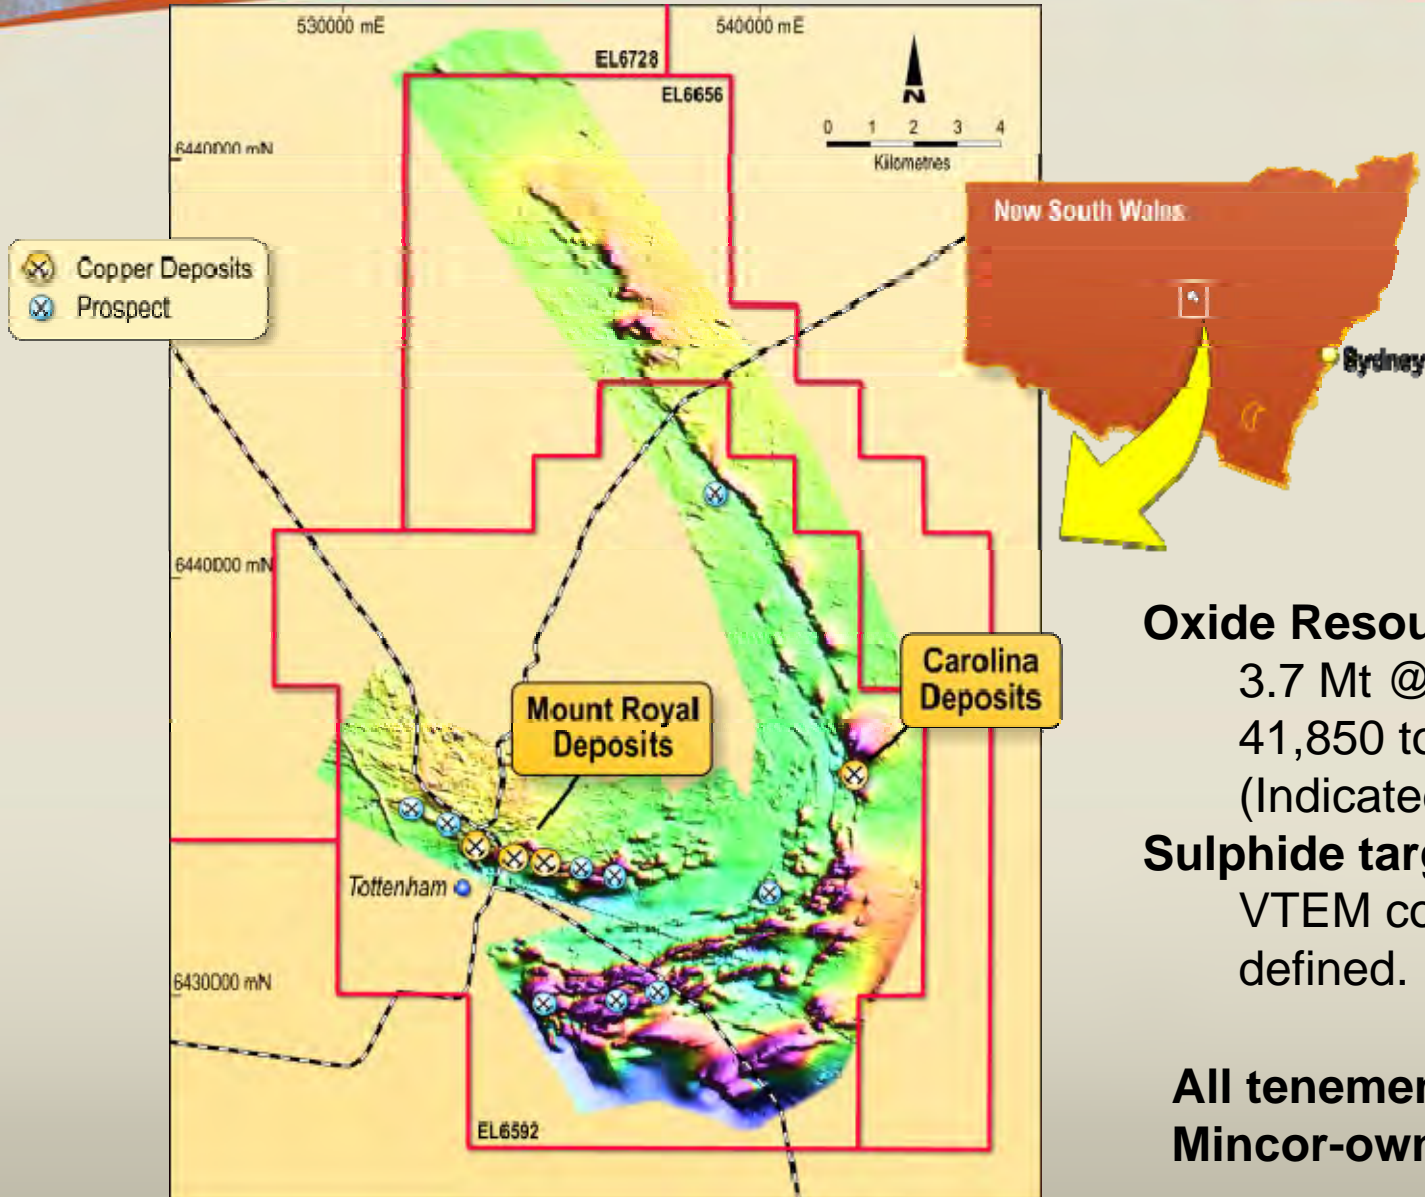 530000 mE
540000 mE
EL6728
EL6656
N
0 1 2 3 4
Kilometres
6440000 mN
New South Wales
Copper Deposits
Prospect
Sydney
6440000 mN
Oxide Resou
3.7 Mt @
41,850 to
(Indicated
Sulphide targ
VTEM co
defined.
Carolina
Deposits
Mount Royal
Deposits
Tottenham
6430000 mN
All tenemen
Mincor-own
EL6592